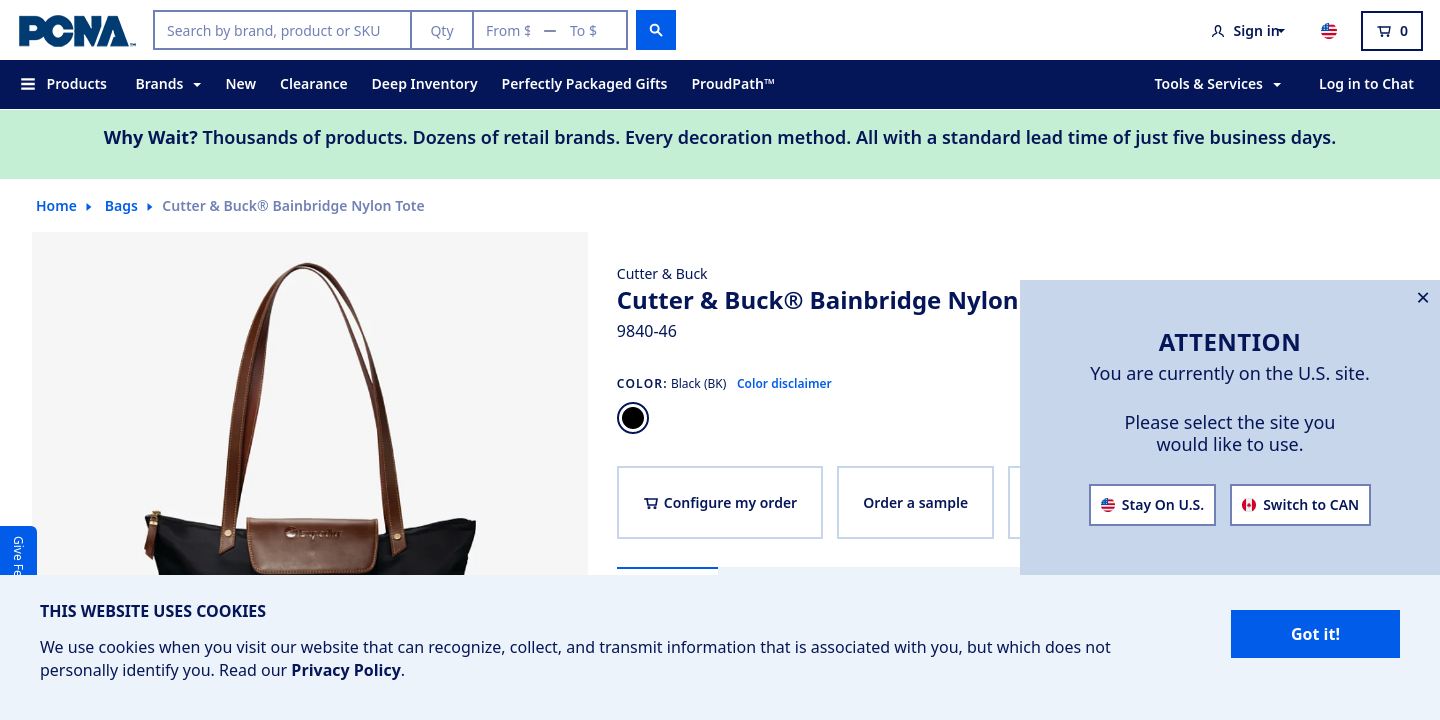 PCNA™
Search by brand, product or SKU
Qty
From $ — To $
Sign in
0
Products
Brands
New
Clearance
Deep Inventory
Perfectly Packaged Gifts
ProudPath™
Tools & Services
Log in to Chat
Why Wait? Thousands of products. Dozens of retail brands. Every decoration method. All with a standard lead time of just five business days.
Home
Bags
Cutter & Buck® Bainbridge Nylon Tote
Cutter & Buck
Cutter & Buck® Bainbridge Nylon
9840-46
COLOR: Black (BK) Color disclaimer
Configure my order
Order a sample
✕
ATTENTION
You are currently on the U.S. site.
Please select the site you
would like to use.
Stay On U.S.
Switch to CAN
Give Fe
THIS WEBSITE USES COOKIES
We use cookies when you visit our website that can recognize, collect, and transmit information that is associated with you, but which does not
personally identify you. Read our Privacy Policy.
Got it!